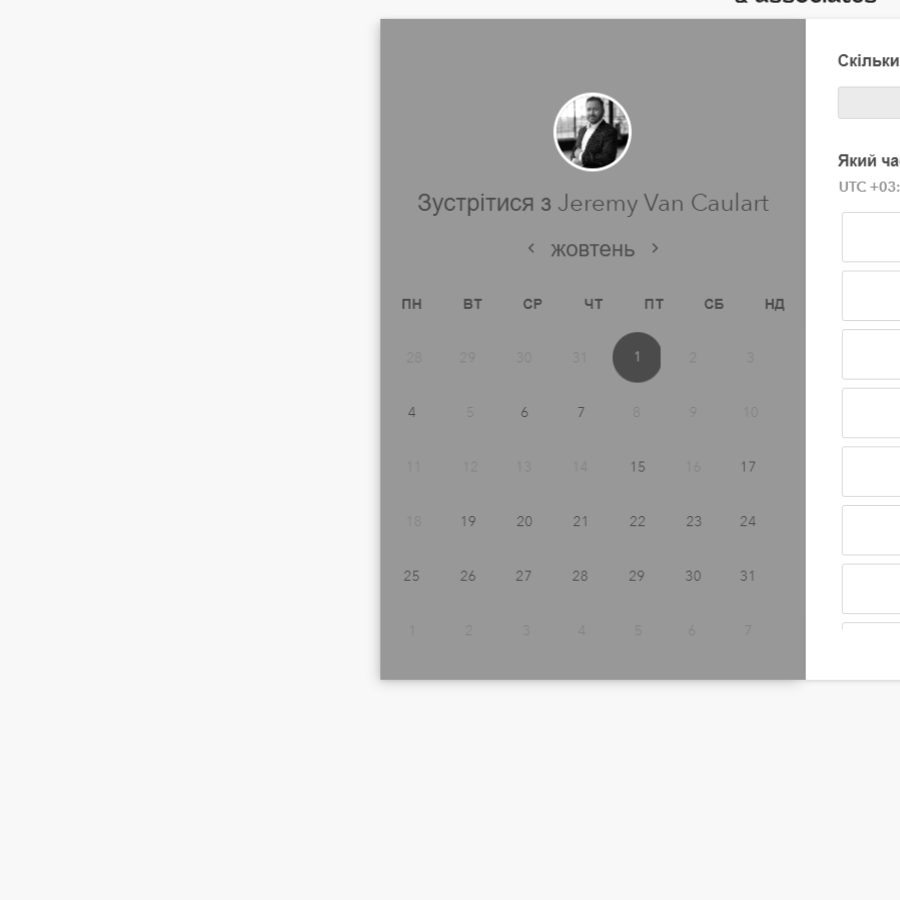 & associates
Зустрітися з Jeremy Van Caulart
жовтень
ПН ВТ СР ЧТ ПТ СБ НД
28 29 30 31 1 2 3
4 5 6 7 8 9 10
11 12 13 14 15 16 17
18 19 20 21 22 23 24
25 26 27 28 29 30 31
1 2 3 4 5 6 7
Скільки
Який ча
UTC +03: